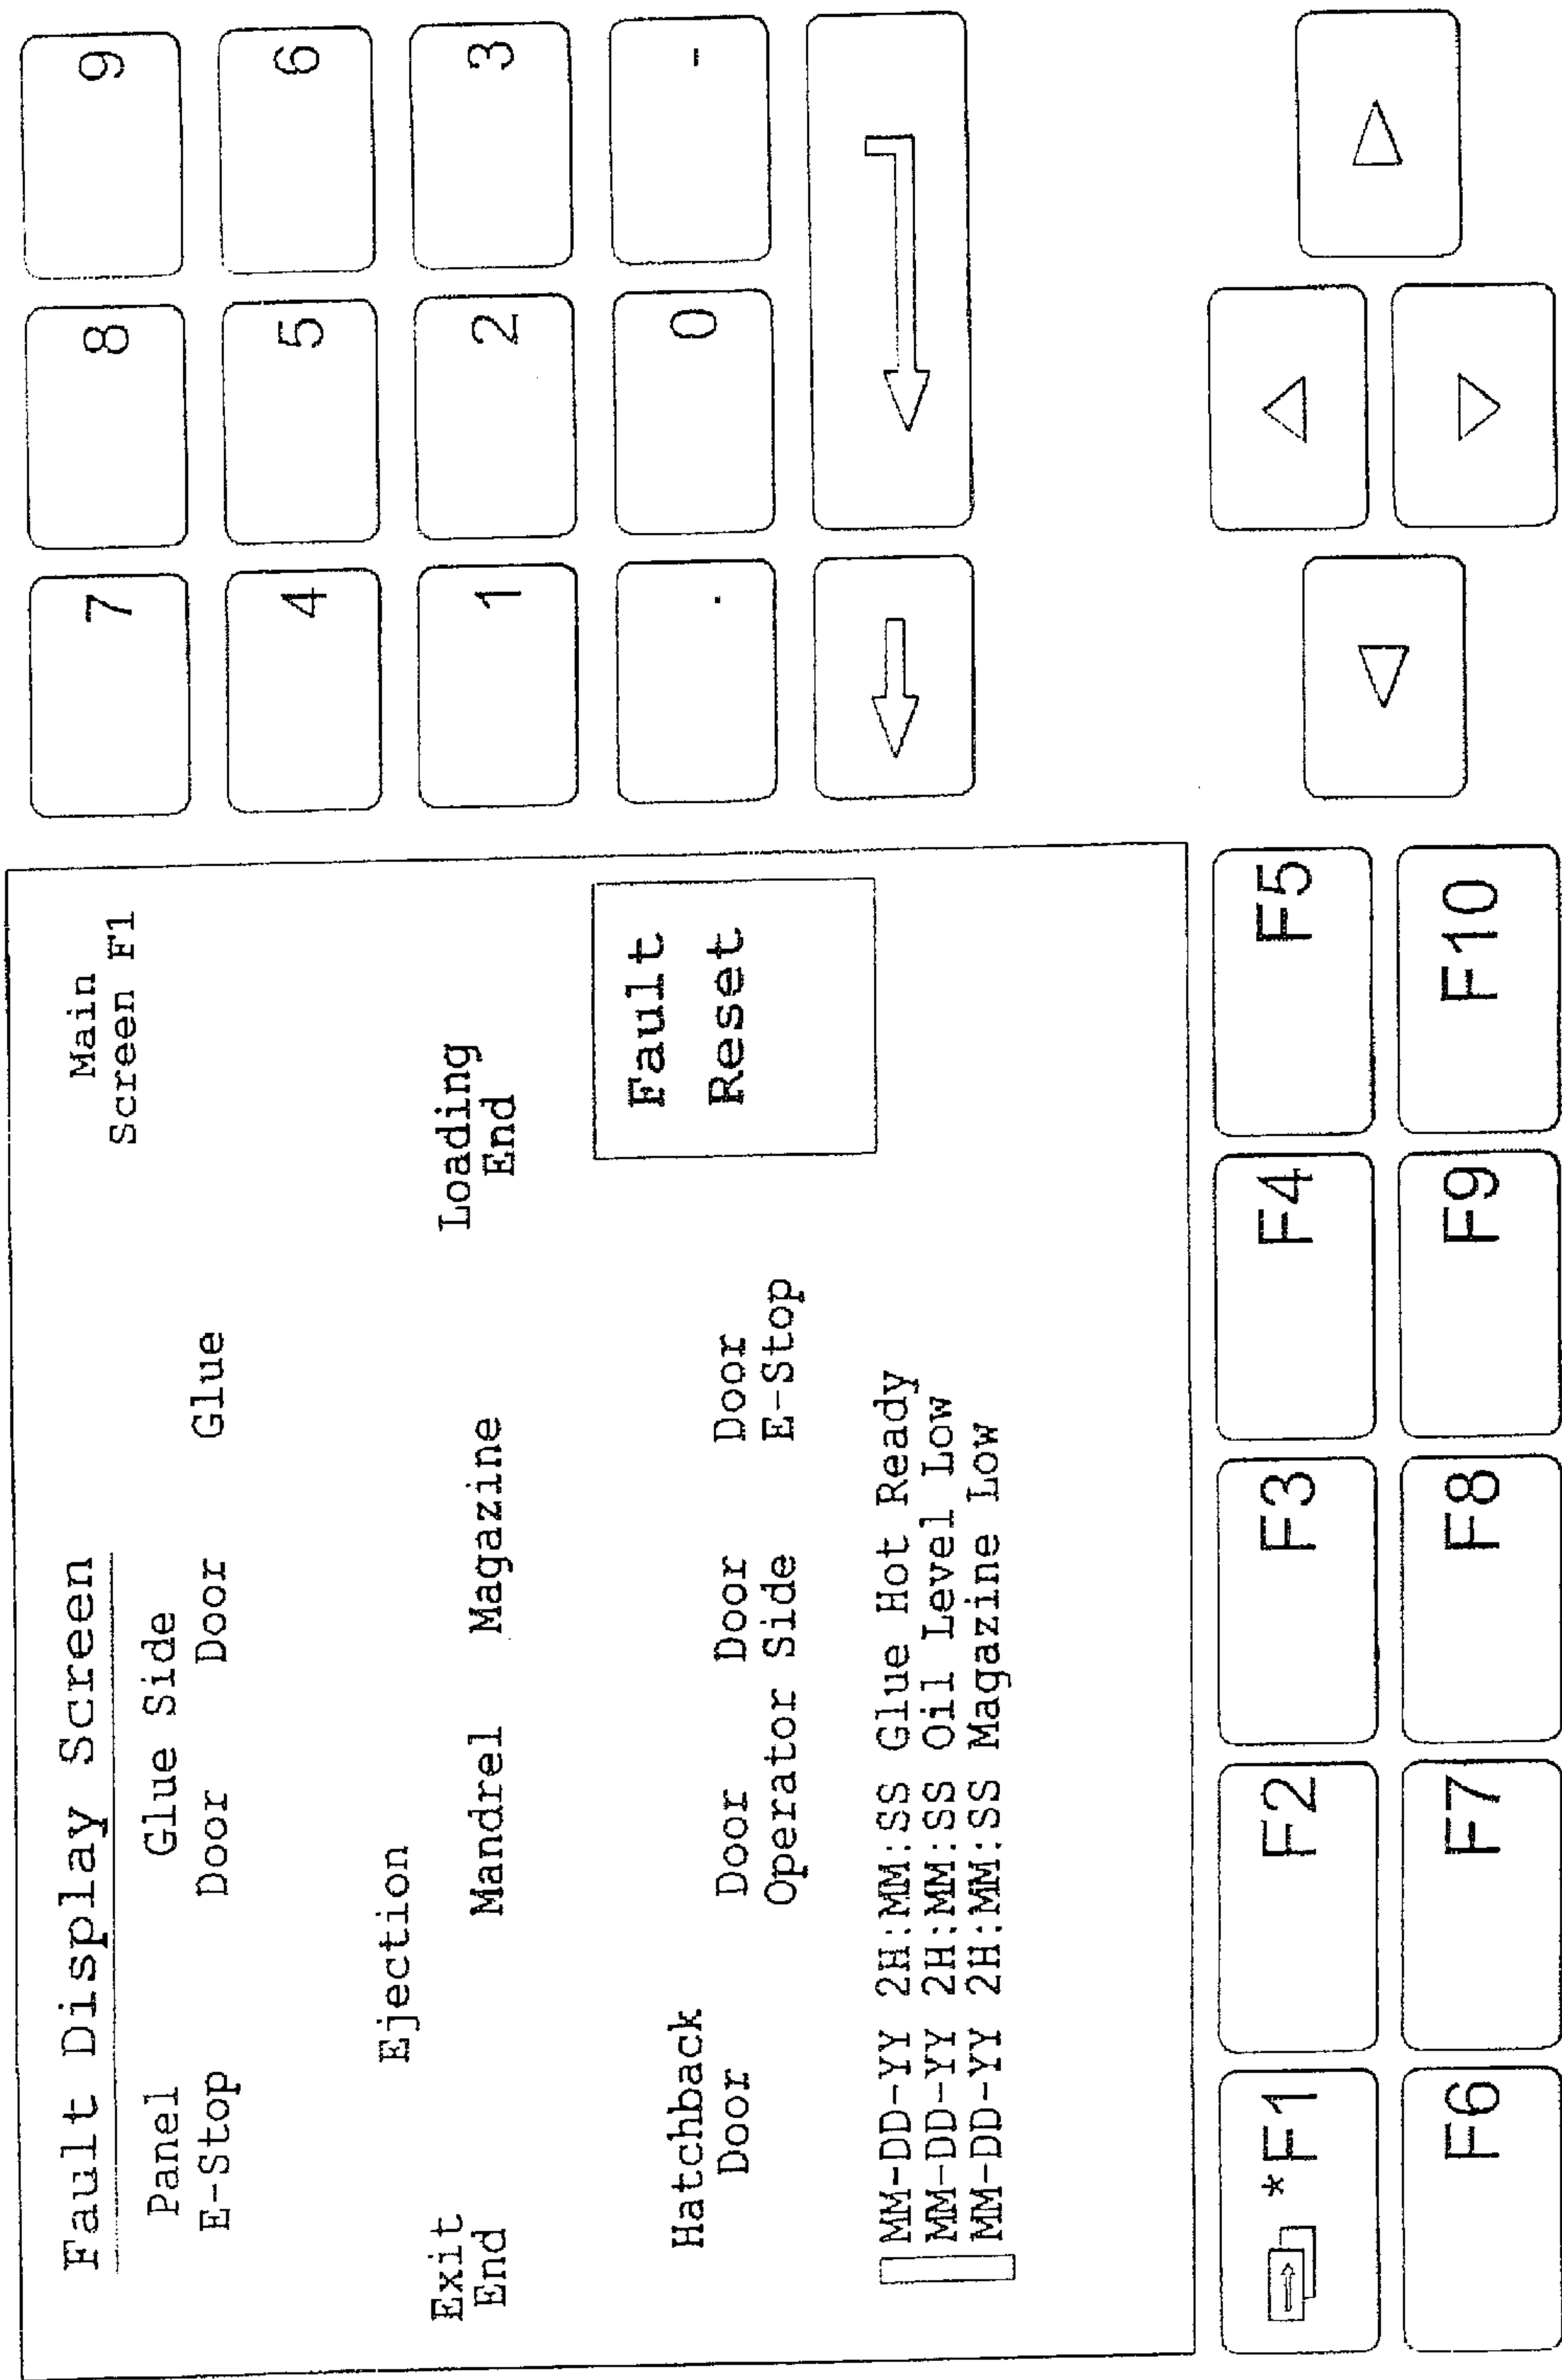 Fault Display Screen
Main
Screen F1
Panel
E-Stop
Glue Side
Door Door Glue
Ejection
Exit
End
Mandrel Magazine
Loading
End
Hatchback
Door
Door Door Door
Operator Side E-Stop
Fault
Reset
MM-DD-YY 2H:MM:SS Glue Hot Ready
MM-DD-YY 2H:MM:SS Oil Level Low
MM-DD-YY 2H:MM:SS Magazine Low
7 8 9
4 5 6
1 2 3
. 0 -
*F1 F2 F3 F4 F5
F6 F7 F8 F9 F10